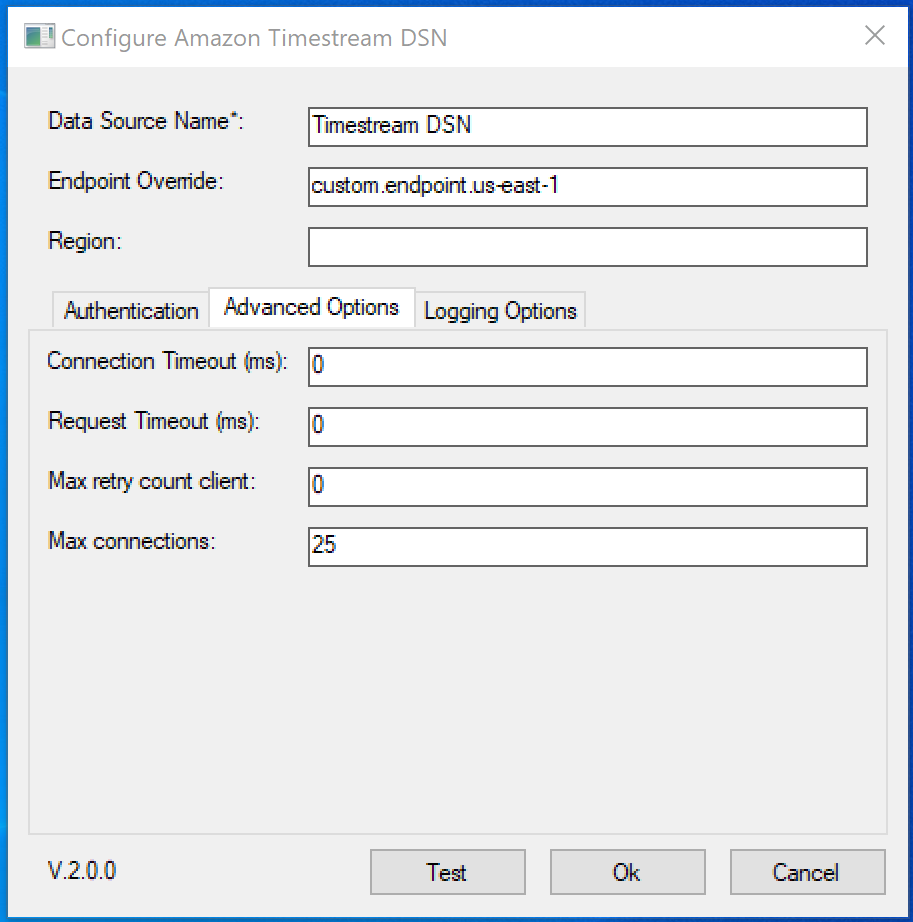 Configure Amazon Timestream DSN
Data Source Name*: Timestream DSN
Endpoint Override: custom.endpoint.us-east-1
Region:
Authentication Advanced Options Logging Options
Connection Timeout (ms): 0
Request Timeout (ms): 0
Max retry count client: 0
Max connections: 25
V.2.0.0 Test Ok Cancel